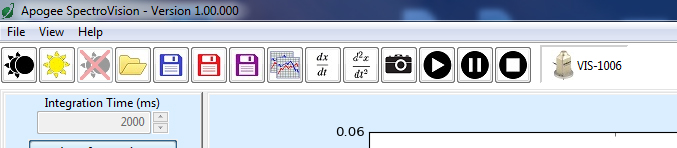 Apogee SpectroVision - Version 1.00.000
File View Help
dx
dt
d²x
dt²
VIS-1006
Integration Time (ms)
2000
0.06